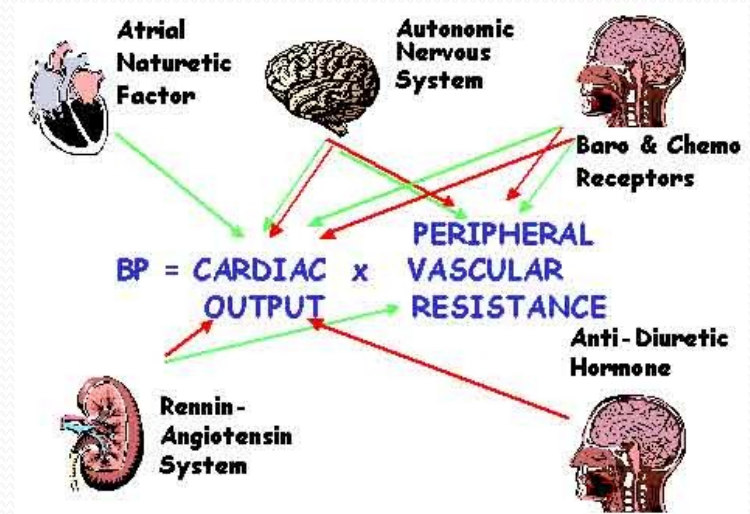 Atrial
Naturetic
Factor
Autonomic
Nervous
System
Baro & Chemo
Receptors
PERIPHERAL
BP = CARDIAC x VASCULAR
OUTPUT RESISTANCE
Anti-Diuretic
Hormone
Rennin-
Angiotensin
System